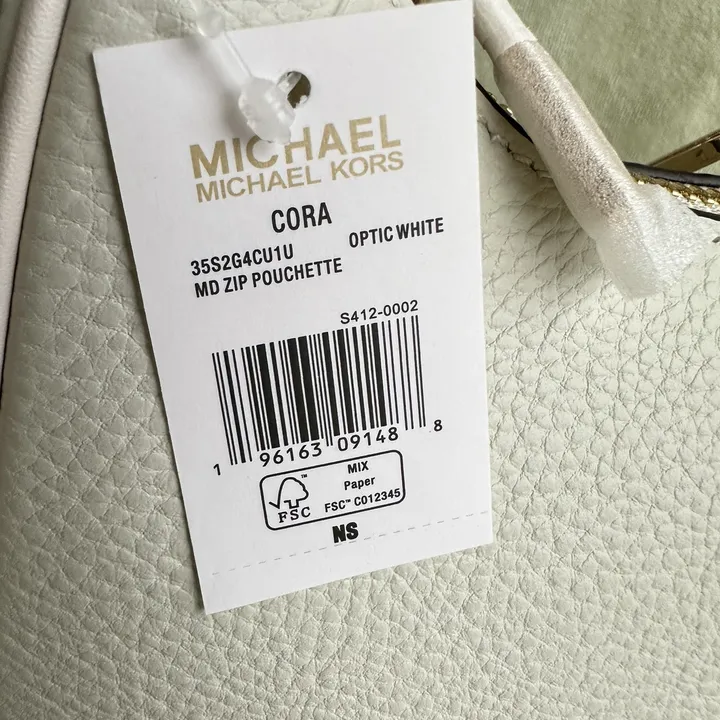 MICHAEL
MICHAEL KORS
CORA
35S2G4CU1U OPTIC WHITE
MD ZIP POUCHETTE
S412-0002
1 96163 09148 8
MIX
Paper
FSC™ C012345
FSC™
NS